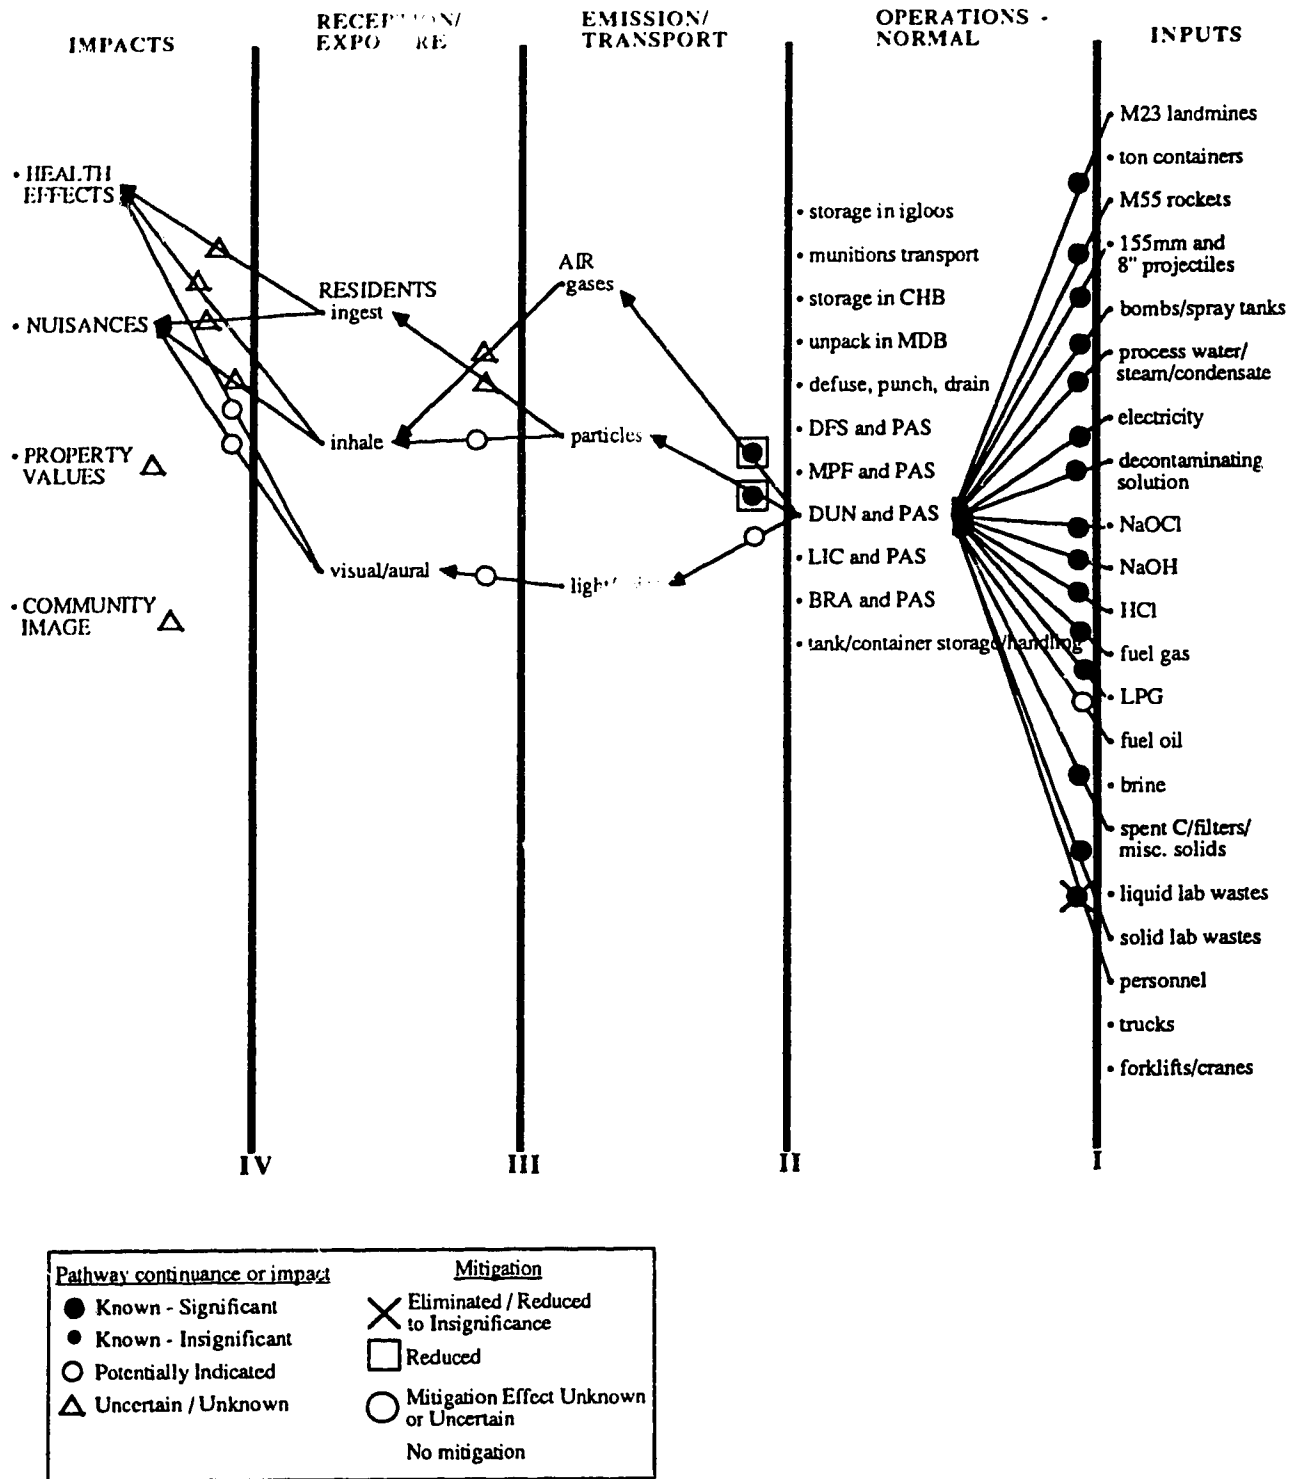 IMPACTS
EMISSION/
TRANSPORT
OPERATIONS -
NORMAL
INPUTS
• HEALTH
EFFECTS
• NUISANCES
• PROPERTY
VALUES
• COMMUNITY
IMAGE
RESIDENTS
ingest
inhale
visual/aural
AIR
gases
particles
• storage in igloos
• munitions transport
• storage in CHB
• unpack in MDB
• defuse, punch, drain
• DFS and PAS
• MPF and PAS
DUN and PAS
• LIC and PAS
• BRA and PAS
• tank/container storage/handling
M23 landmines
• ton containers
M55 rockets
155mm and
8" projectiles
bombs/spray tanks
process water/
steam/condensate
electricity
decontaminating
solution
NaOCl
NaOH
HCl
fuel gas
LPG
fuel oil
• brine
spent C/filters/
misc. solids
• liquid lab wastes
solid lab wastes
personnel
• trucks
• forklifts/cranes
IV
III
II
I
Pathway continuance or impact
Known - Significant
Known - Insignificant
Potentially Indicated
Uncertain / Unknown
Mitigation
Eliminated / Reduced
to Insignificance
Reduced
Mitigation Effect Unknown
or Uncertain
No mitigation